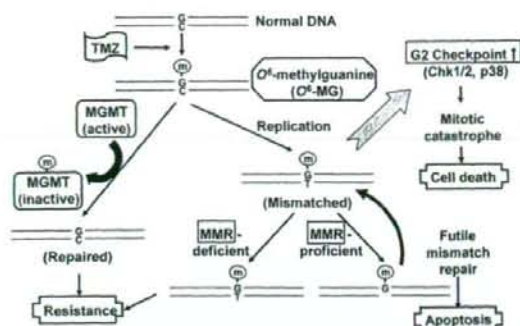 G
C
Normal DNA
TMZ
m
G
C
O⁶-methylguanine
(O⁶-MG)
G2 Checkpoint ↑
(Chk1/2, p38)
MGMT
(active)
Replication
Mitotic
catastrophe
Cell death
m
MGMT
(inactive)
m
G
T
(Mismatched)
G
C
(Repaired)
MMR-
deficient
MMR-
proficient
Futile
mismatch
repair
Resistance
m
G
T
m
G
Apoptosis